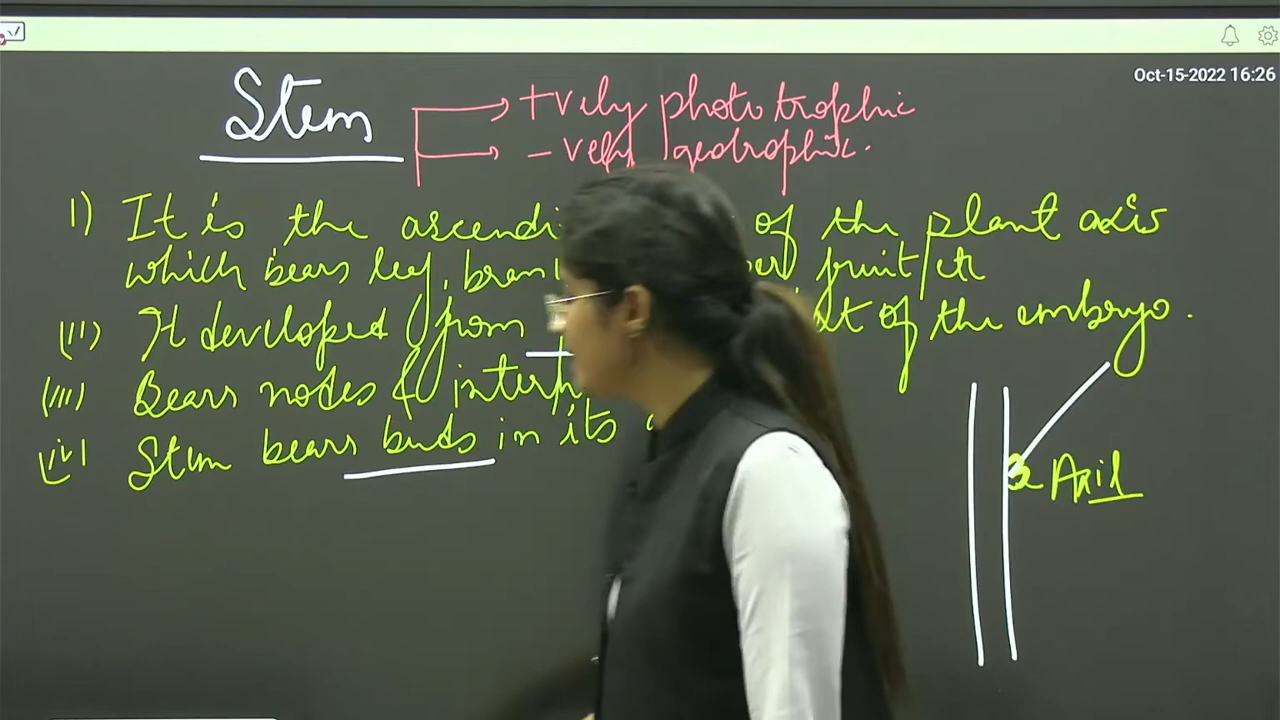 Oct-15-2022 16:26
Stem
+vely phototrophic
-vely geotrophic.
i) It is the ascendi of the plant axis
which bears leaf, bran fruit etc
(ii) It developed from of the embryo.
(iii) Bears nodes & intern
(iv) Stem bears buds in its
Axil